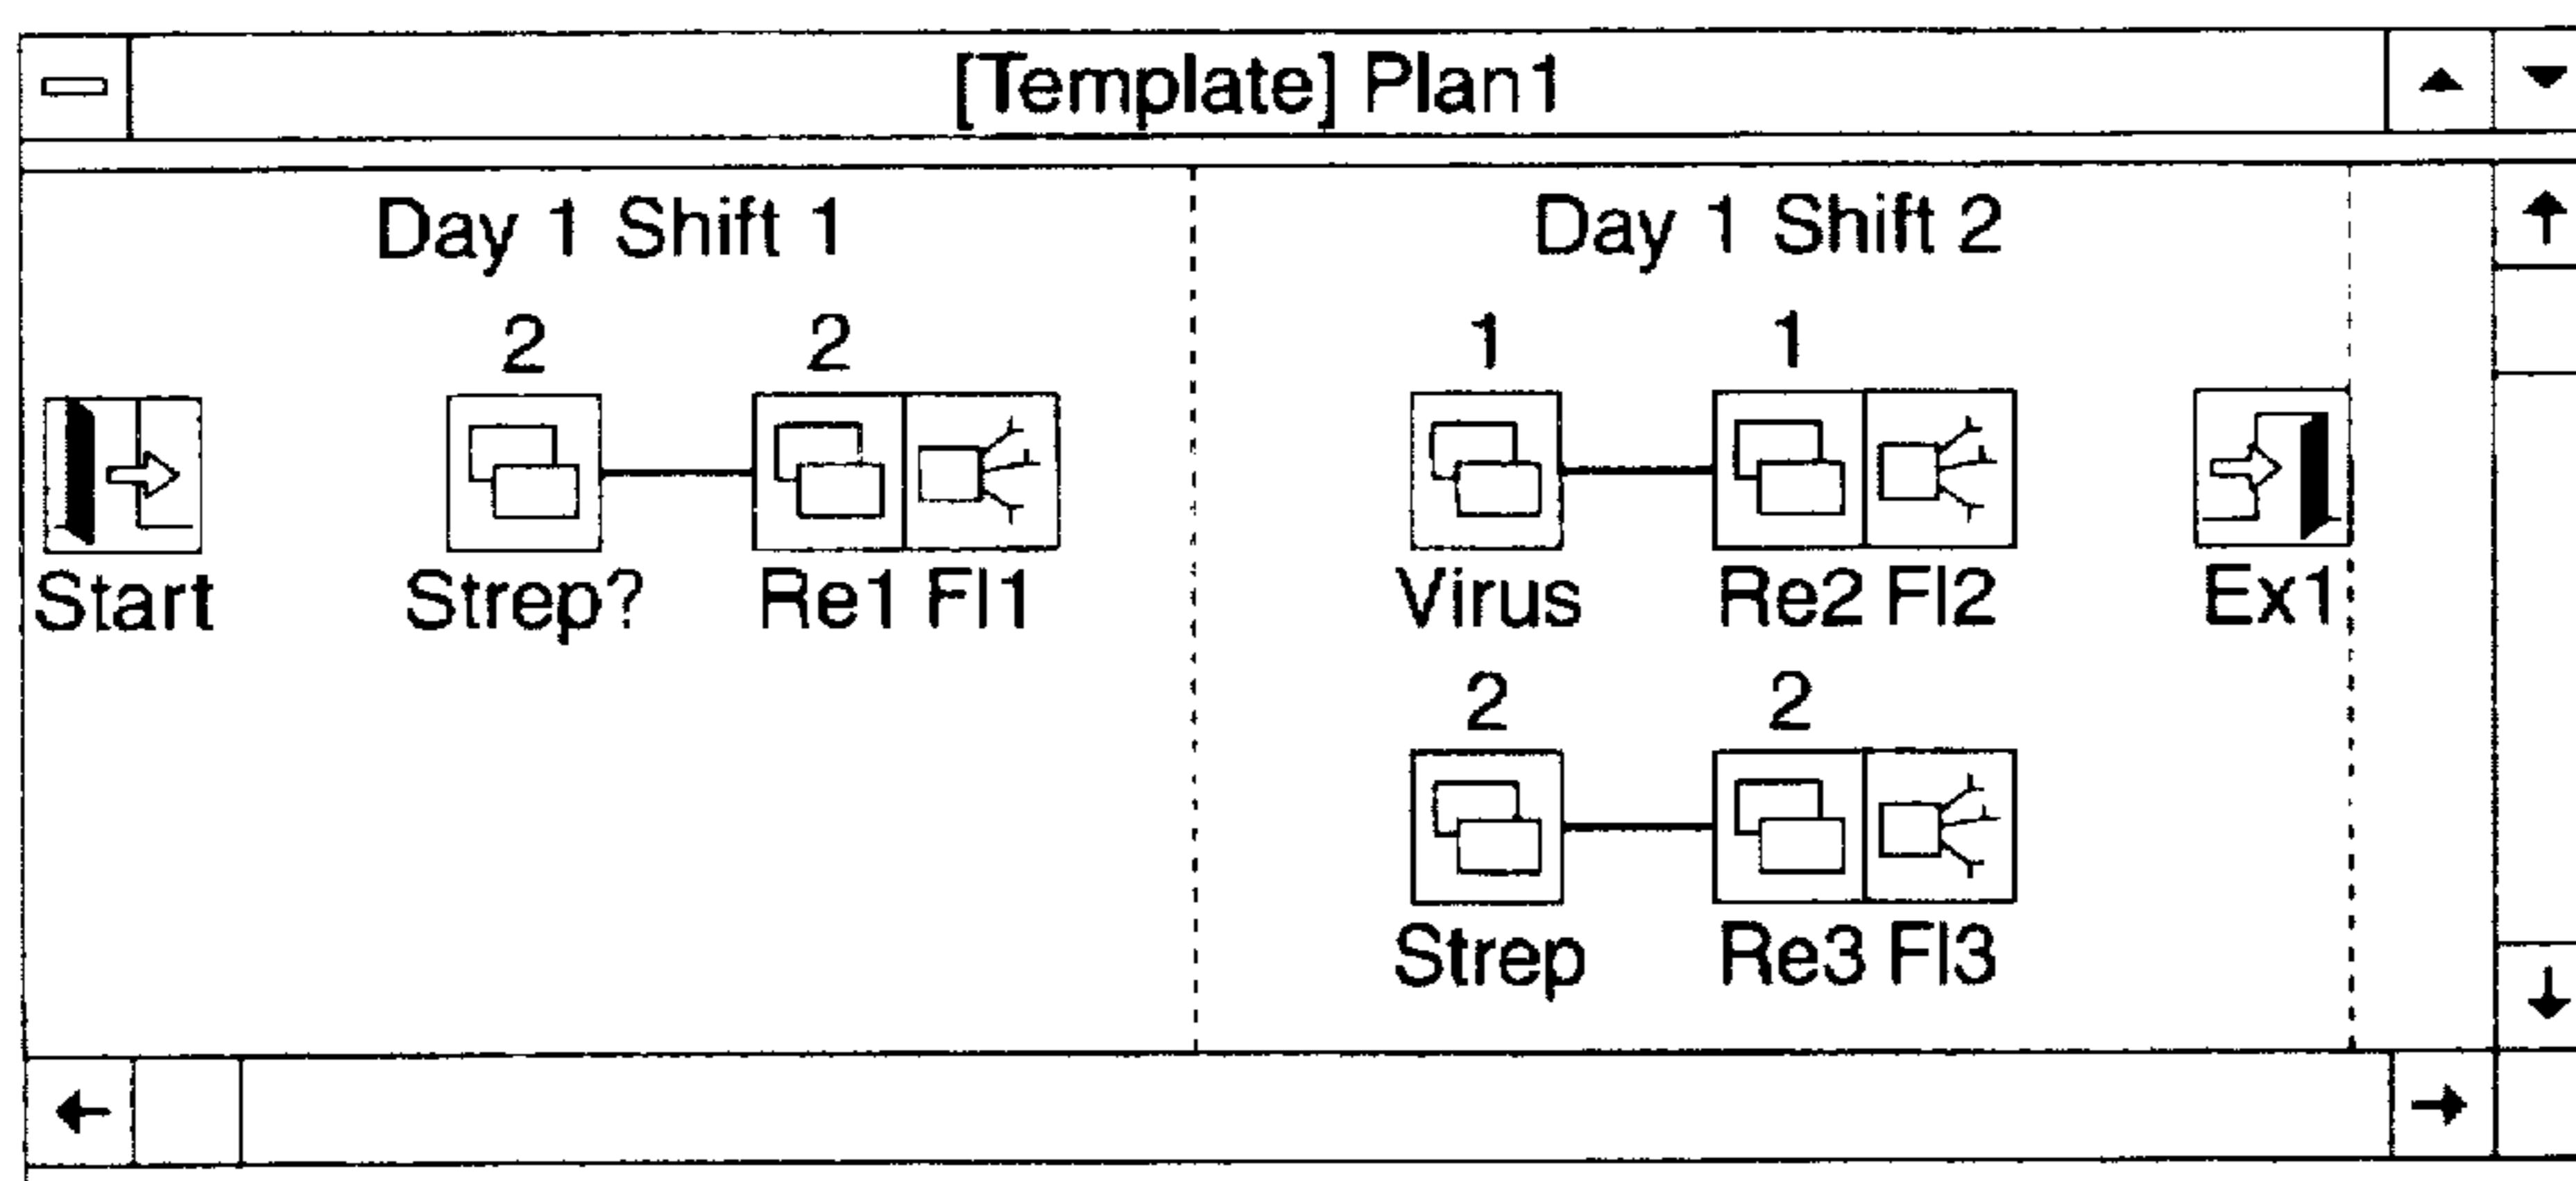 [Template] Plan1
Day 1 Shift 1
Day 1 Shift 2
2 2
1 1
Start Strep? Re1 Fl1
Virus Re2 Fl2 Ex1
2 2
Strep Re3 Fl3